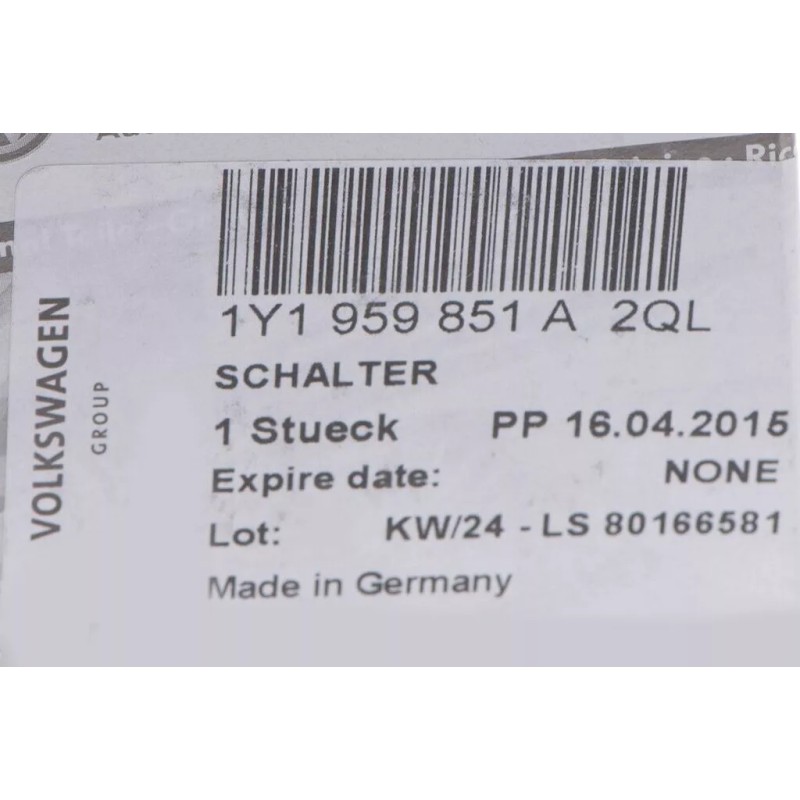 1Y1 959 851 A 2QL
SCHALTER
1 Stueck PP 16.04.2015
Expire date: NONE
Lot: KW/24 - LS 80166581
Made in Germany
VOLKSWAGEN
GROUP